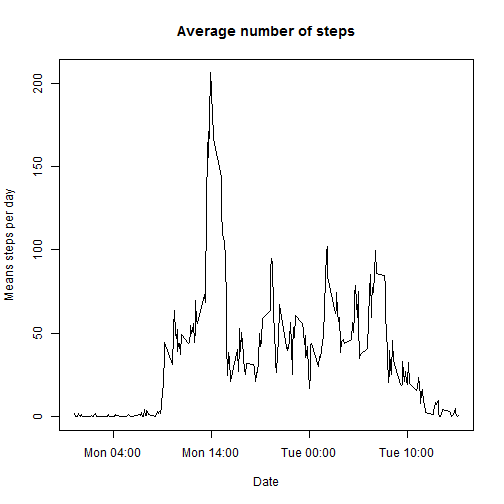 Average number of steps
Means steps per day
200
150
100
50
0
Mon 04:00 Mon 14:00 Tue 00:00 Tue 10:00
Date